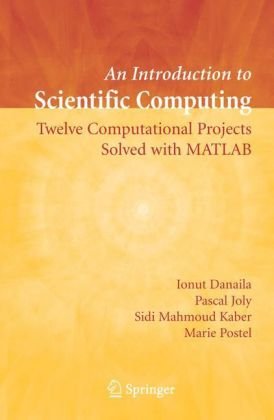 An Introduction to
Scientific Computing
Twelve Computational Projects
Solved with MATLAB
Ionut Danaila
Pascal Joly
Sidi Mahmoud Kaber
Marie Postel
Springer